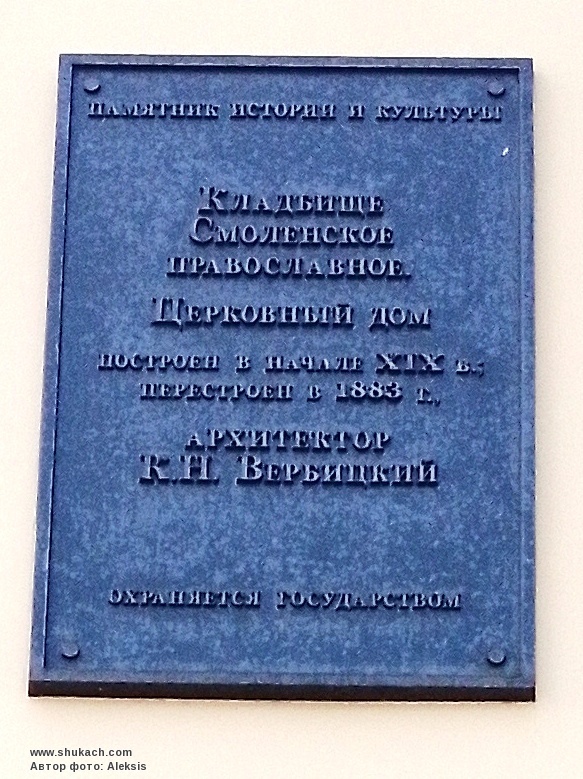 ПАМЯТНИК ИСТОРИИ И КУЛЬТУРЫ
КЛАДБИЩЕ
СМОЛЕНСКОЕ
ПРАВОСЛАВНОЕ.
ЦЕРКОВНЫЙ ДОМ
ПОСТРОЕН В НАЧАЛЕ XIX В.;
ПЕРЕСТРОЕН В 1883 Г.,
АРХИТЕКТОР
К.Н. ВЕРБИЦКИЙ
ОХРАНЯЕТСЯ ГОСУДАРСТВОМ
www.shukach.com
Автор фото: Aleksis